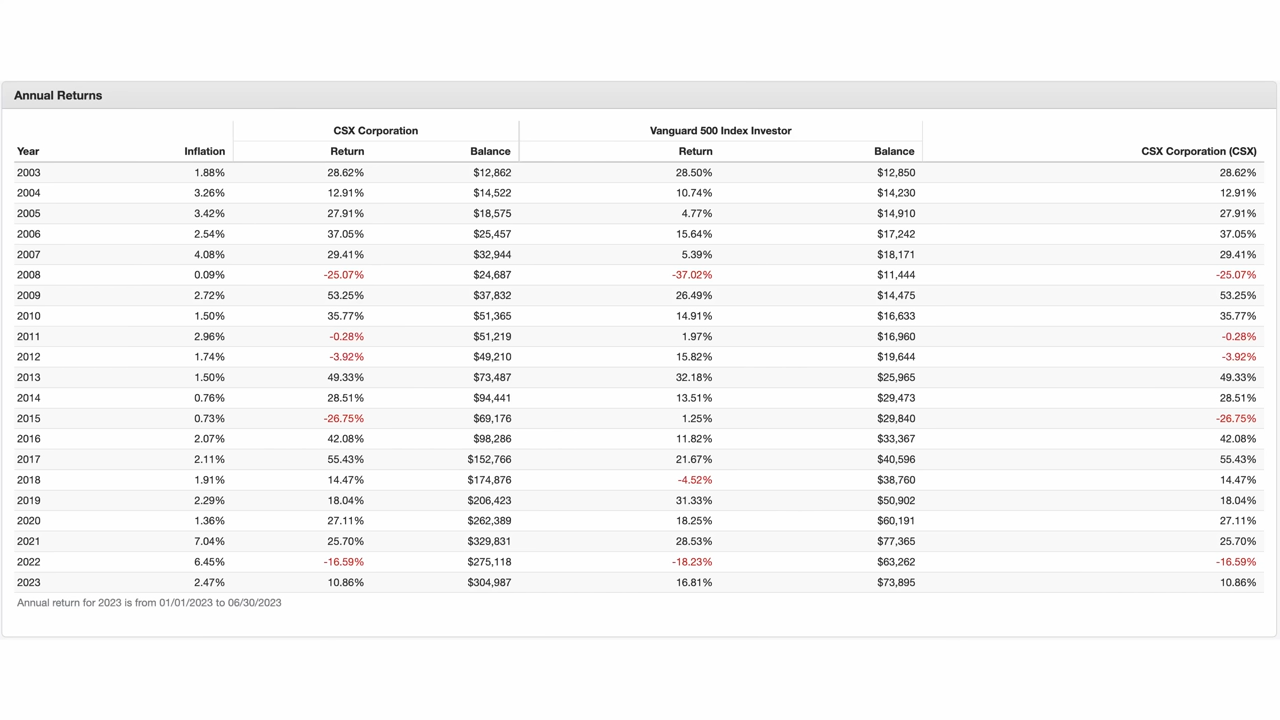 Annual Returns
CSX Corporation Vanguard 500 Index Investor
Year Inflation Return Balance Return Balance CSX Corporation (CSX)
2003 1.88% 28.62% $12,862 28.50% $12,850 28.62%
2004 3.26% 12.91% $14,522 10.74% $14,230 12.91%
2005 3.42% 27.91% $18,575 4.77% $14,910 27.91%
2006 2.54% 37.05% $25,457 15.64% $17,242 37.05%
2007 4.08% 29.41% $32,944 5.39% $18,171 29.41%
2008 0.09% -25.07% $24,687 -37.02% $11,444 -25.07%
2009 2.72% 53.25% $37,832 26.49% $14,475 53.25%
2010 1.50% 35.77% $51,365 14.91% $16,633 35.77%
2011 2.96% -0.28% $51,219 1.97% $16,960 -0.28%
2012 1.74% -3.92% $49,210 15.82% $19,644 -3.92%
2013 1.50% 49.33% $73,487 32.18% $25,965 49.33%
2014 0.76% 28.51% $94,441 13.51% $29,473 28.51%
2015 0.73% -26.75% $69,176 1.25% $29,840 -26.75%
2016 2.07% 42.08% $98,286 11.82% $33,367 42.08%
2017 2.11% 55.43% $152,766 21.67% $40,596 55.43%
2018 1.91% 14.47% $174,876 -4.52% $38,760 14.47%
2019 2.29% 18.04% $206,423 31.33% $50,902 18.04%
2020 1.36% 27.11% $262,389 18.25% $60,191 27.11%
2021 7.04% 25.70% $329,831 28.53% $77,365 25.70%
2022 6.45% -16.59% $275,118 -18.23% $63,262 -16.59%
2023 2.47% 10.86% $304,987 16.81% $73,895 10.86%
Annual return for 2023 is from 01/01/2023 to 06/30/2023